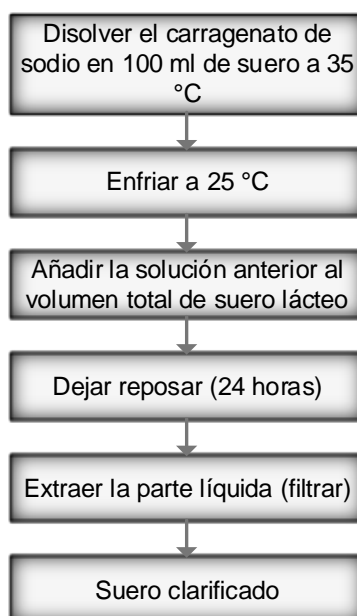 Disolver el carragenato de
sodio en 100 ml de suero a 35
°C
Enfriar a 25 °C
Añadir la solución anterior al
volumen total de suero lácteo
Dejar reposar (24 horas)
Extraer la parte líquida (filtrar)
Suero clarificado